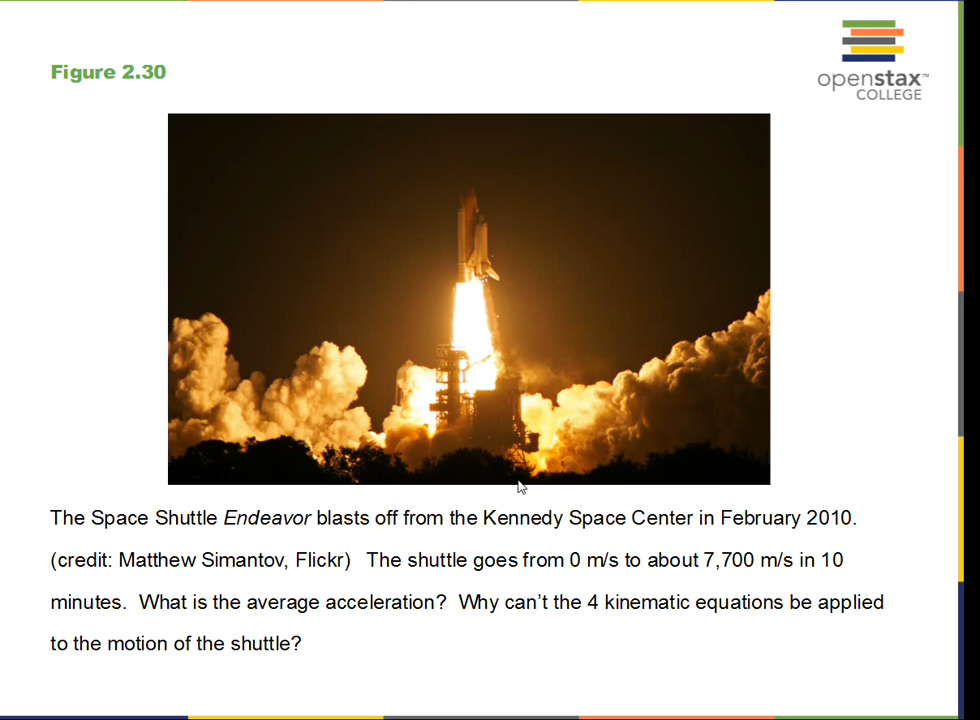 openstax™
COLLEGE
Figure 2.30
The Space Shuttle Endeavor blasts off from the Kennedy Space Center in February 2010.
(credit: Matthew Simantov, Flickr) The shuttle goes from 0 m/s to about 7,700 m/s in 10
minutes. What is the average acceleration? Why can't the 4 kinematic equations be applied
to the motion of the shuttle?